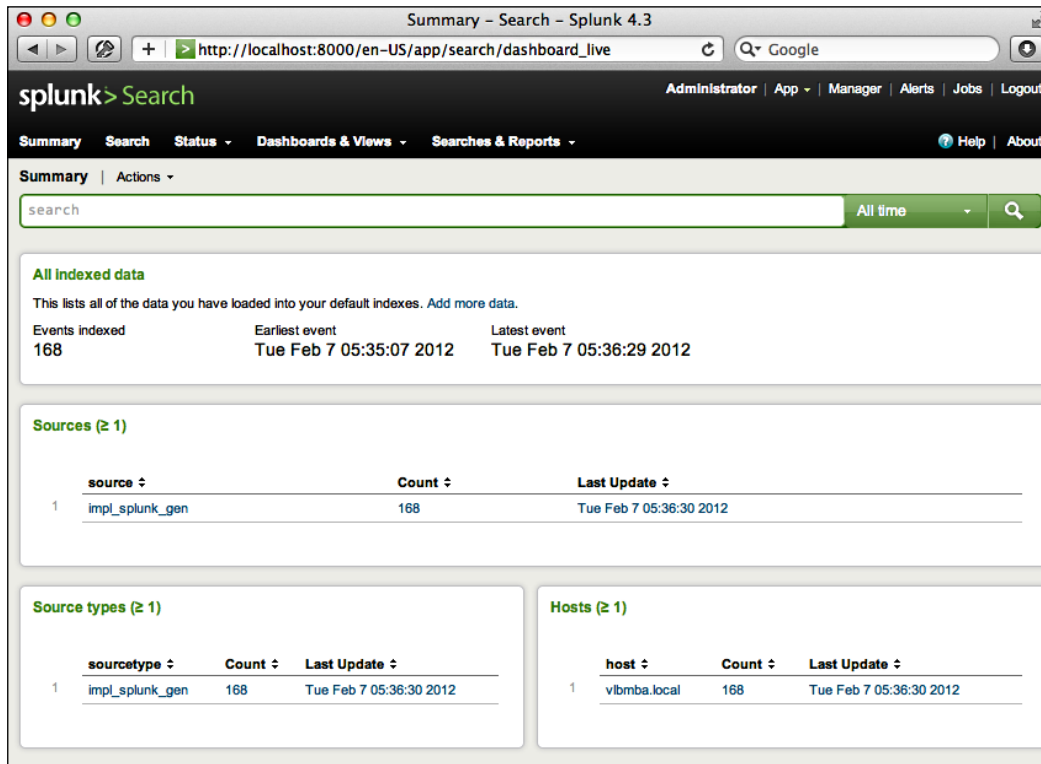 Summary – Search – Splunk 4.3
http://localhost:8000/en-US/app/search/dashboard_live Google
splunk> Search Administrator | App | Manager | Alerts | Jobs | Logout
Summary Search Status Dashboards & Views Searches & Reports Help | About
Summary | Actions
search All time
All indexed data
This lists all of the data you have loaded into your default indexes. Add more data.
Events indexed Earliest event Latest event
168 Tue Feb 7 05:35:07 2012 Tue Feb 7 05:36:29 2012
Sources (≥ 1)
source Count Last Update
1 impl_splunk_gen 168 Tue Feb 7 05:36:30 2012
Source types (≥ 1) Hosts (≥ 1)
sourcetype Count Last Update host Count Last Update
1 impl_splunk_gen 168 Tue Feb 7 05:36:30 2012 1 vlbmba.local 168 Tue Feb 7 05:36:30 2012